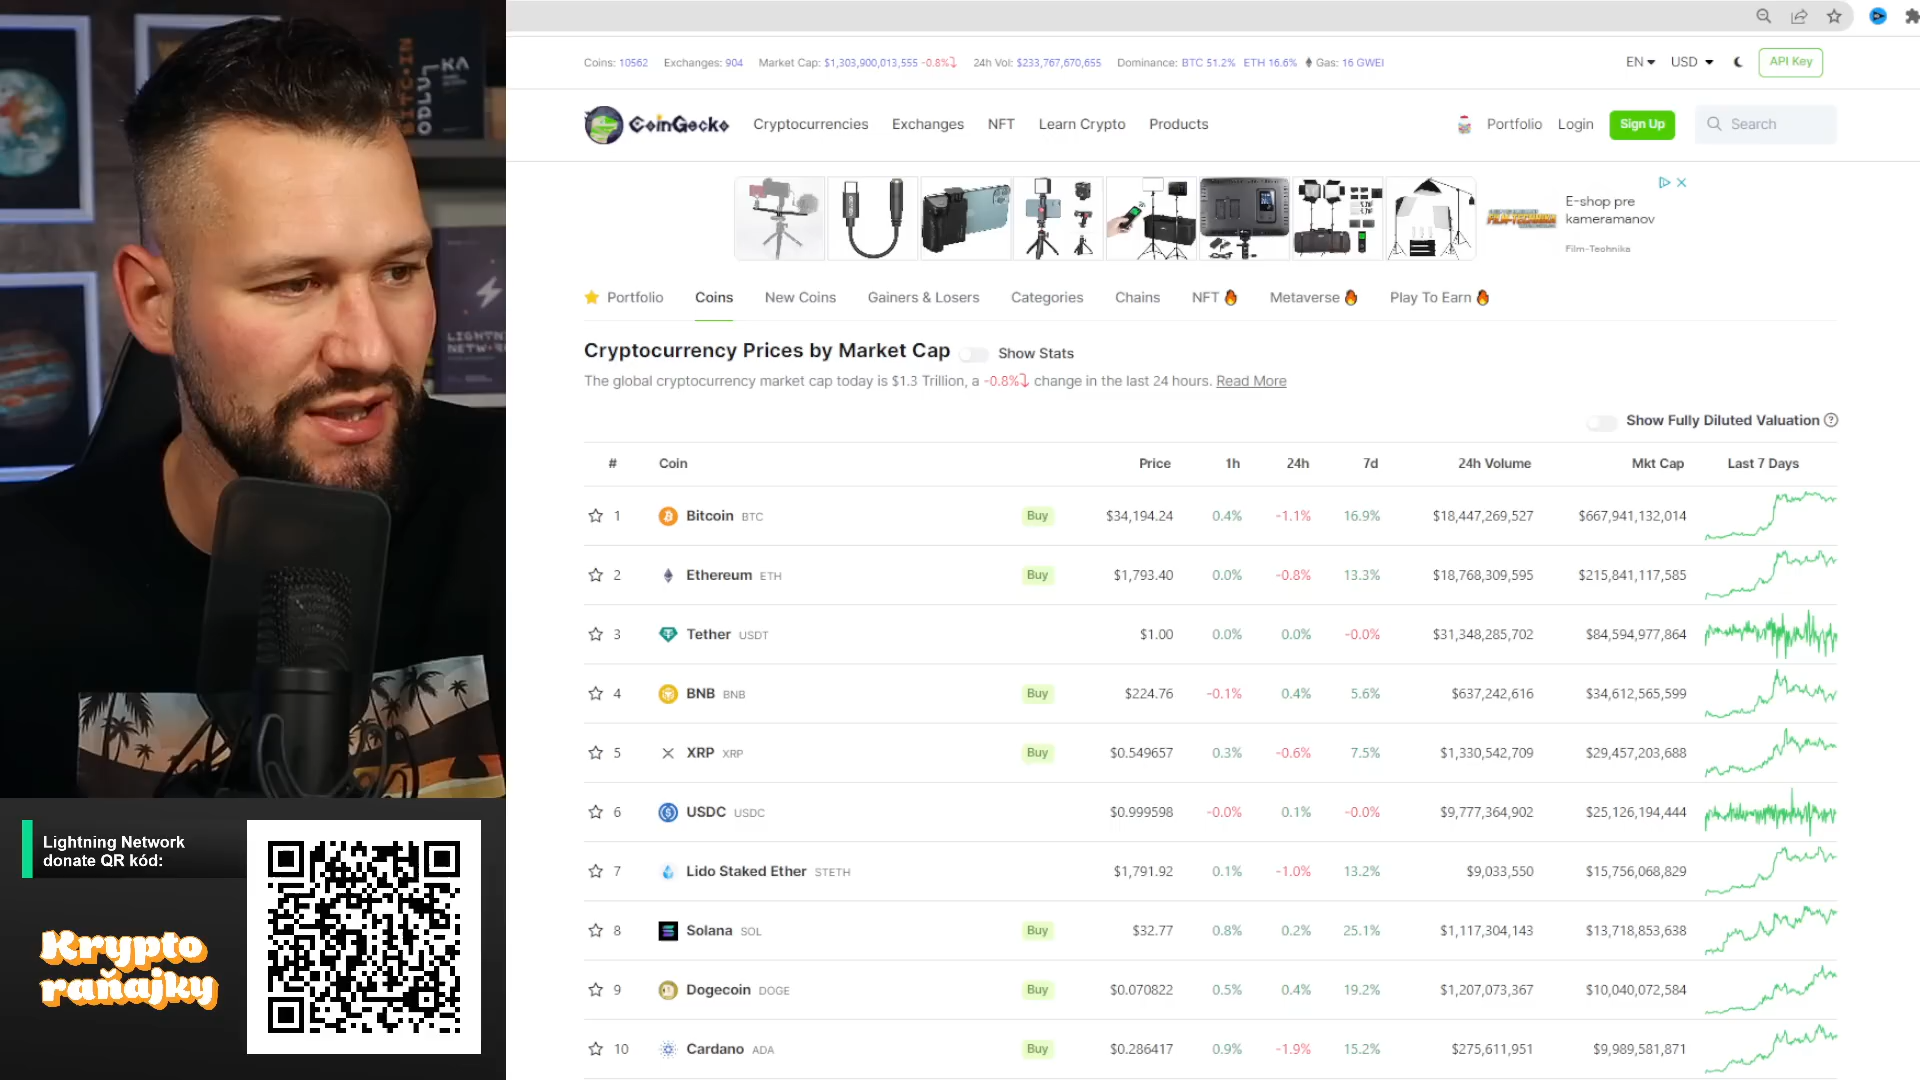 BITCOIN
ODLUKA
LIGHTNING
NETWORK
Lightning Network
donate QR kód:
Krypto
raňajky
Coins: 10562 Exchanges: 904 Market Cap: $1,303,900,013,555 -0.8% 24h Vol: $233,767,670,655 Dominance: BTC 51.2% ETH 16.6% Gas: 16 GWEI
EN USD API Key
CoinGecko Cryptocurrencies Exchanges NFT Learn Crypto Products Portfolio Login Sign Up Search
E-shop pre
kameramanov
Film-Technika
Portfolio Coins New Coins Gainers & Losers Categories Chains NFT Metaverse Play To Earn
Cryptocurrency Prices by Market Cap Show Stats
The global cryptocurrency market cap today is $1.3 Trillion, a -0.8% change in the last 24 hours. Read More
Show Fully Diluted Valuation
# Coin Price 1h 24h 7d 24h Volume Mkt Cap Last 7 Days
1 Bitcoin BTC Buy $34,194.24 0.4% -1.1% 16.9% $18,447,269,527 $667,941,132,014
2 Ethereum ETH Buy $1,793.40 0.0% -0.8% 13.3% $18,768,309,595 $215,841,117,585
3 Tether USDT $1.00 0.0% 0.0% -0.0% $31,348,285,702 $84,594,977,864
4 BNB BNB Buy $224.76 -0.1% 0.4% 5.6% $637,242,616 $34,612,565,599
5 XRP XRP Buy $0.549657 0.3% -0.6% 7.5% $1,330,542,709 $29,457,203,688
6 USDC USDC $0.999598 -0.0% 0.1% -0.0% $9,777,364,902 $25,126,194,444
7 Lido Staked Ether STETH $1,791.92 0.1% -1.0% 13.2% $9,033,550 $15,756,068,829
8 Solana SOL Buy $32.77 0.8% 0.2% 25.1% $1,117,304,143 $13,718,853,638
9 Dogecoin DOGE Buy $0.070822 0.5% 0.4% 19.2% $1,207,073,367 $10,040,072,584
10 Cardano ADA Buy $0.286417 0.9% -1.9% 15.2% $275,611,951 $9,989,581,871